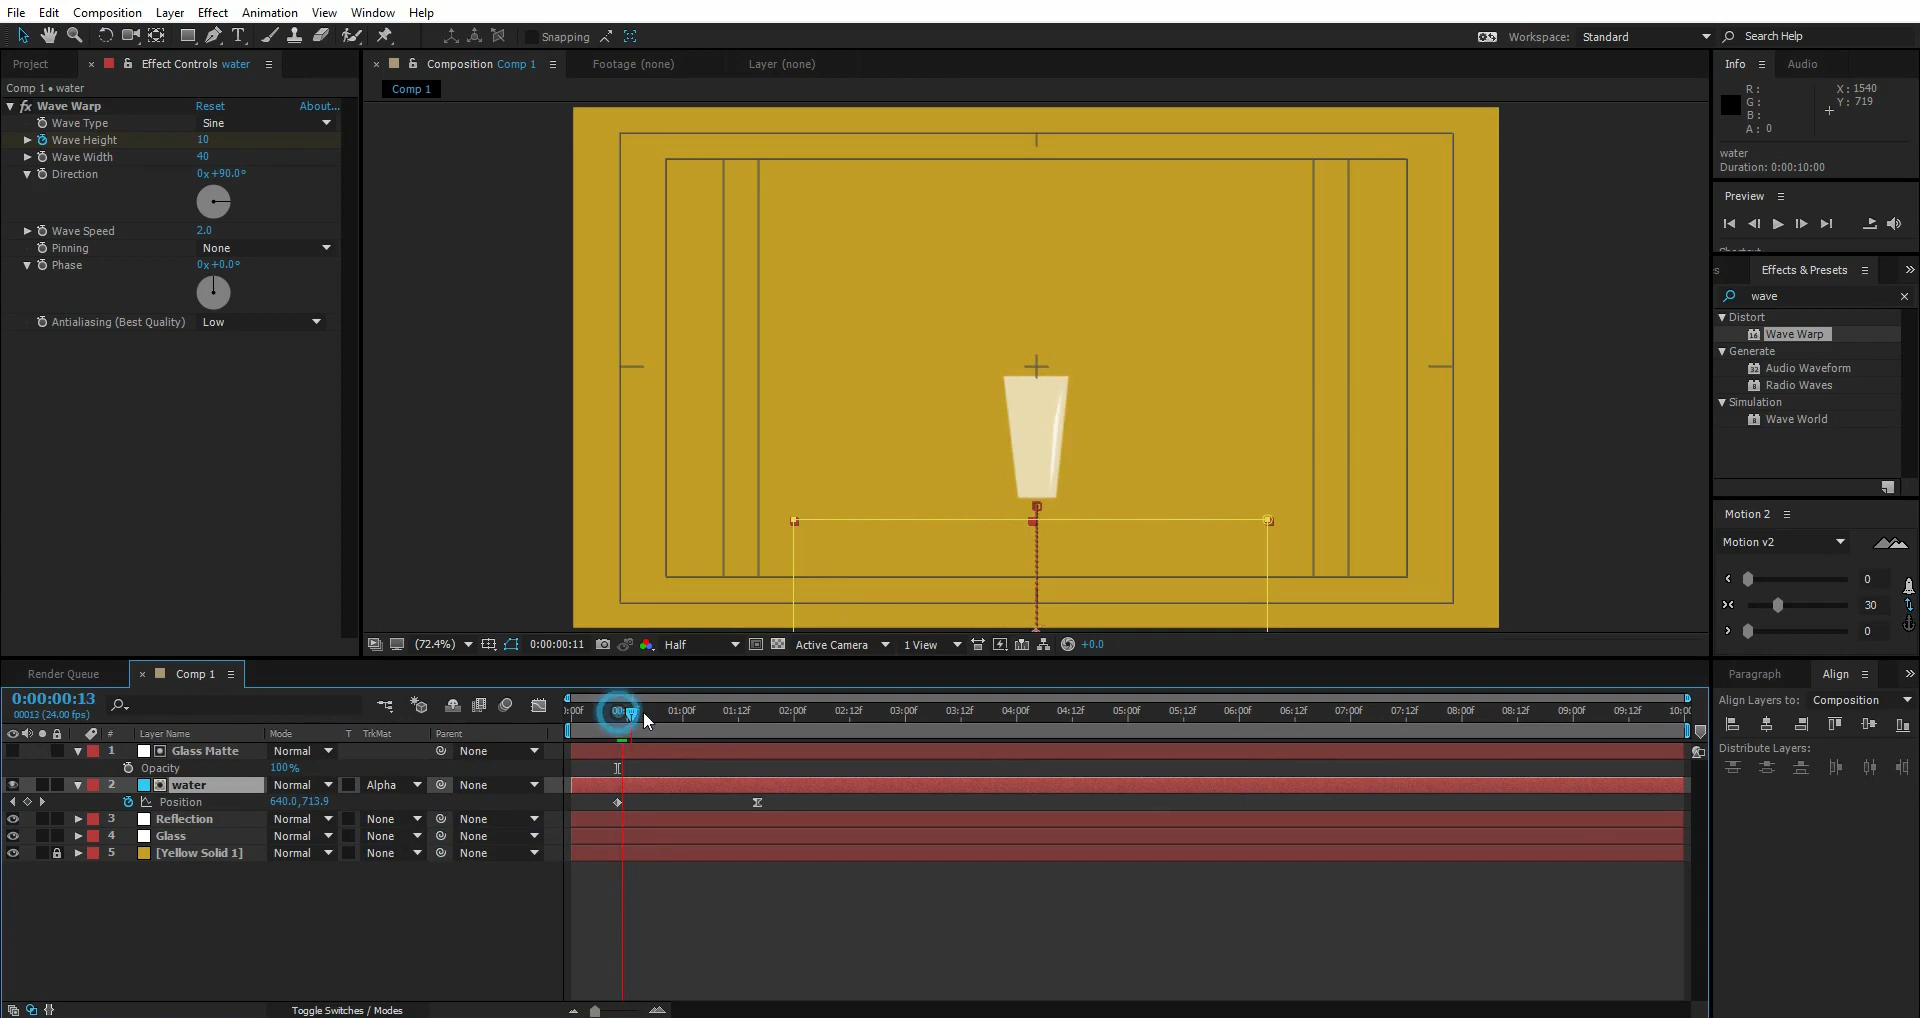 File Edit Composition Layer Effect Animation View Window Help
Snapping Workspace: Standard Search Help
Project × Effect Controls water
Comp 1 • water
fx Wave Warp Reset About...
Wave Type Sine
Wave Height 10
Wave Width 40
Direction 0x+90.0°
Wave Speed 2.0
Pinning None
Phase 0x+0.0°
Antialiasing (Best Quality) Low
× Composition Comp 1 Footage (none) Layer (none)
Comp 1
(72.4%) 0:00:00:11 Half Active Camera 1 View +0.0
Info Audio
R: X: 1540
G: Y: 719
B:
A: 0
water
Duration: 0:00:10:00
Preview
Effects & Presets
wave
Distort
Wave Warp
Generate
Audio Waveform
Radio Waves
Simulation
Wave World
Motion 2
Motion v2
0
30
0
Paragraph Align
Align Layers to: Composition
Distribute Layers:
Render Queue × Comp 1
0:00:00:13
00013 (24.00 fps)
:00f 00: 01:00f 01:12f 02:00f 02:12f 03:00f 03:12f 04:00f 04:12f 05:00f 05:12f 06:00f 06:12f 07:00f 07:12f 08:00f 08:12f 09:00f 09:12f 10:00
# Layer Name Mode T TrkMat Parent
1 Glass Matte Normal None
Opacity 100%
2 water Normal Alpha None
Position 640.0,713.9
3 Reflection Normal None None
4 Glass Normal None None
5 [Yellow Solid 1] Normal None None
Toggle Switches / Modes